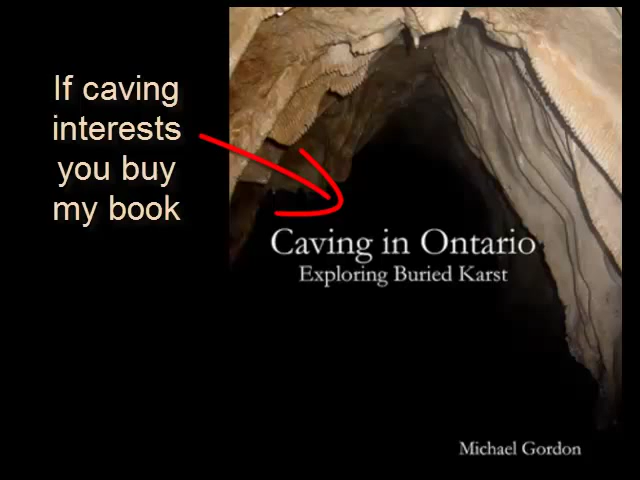 If caving
interests
you buy
my book
Caving in Ontario
Exploring Buried Karst
Michael Gordon